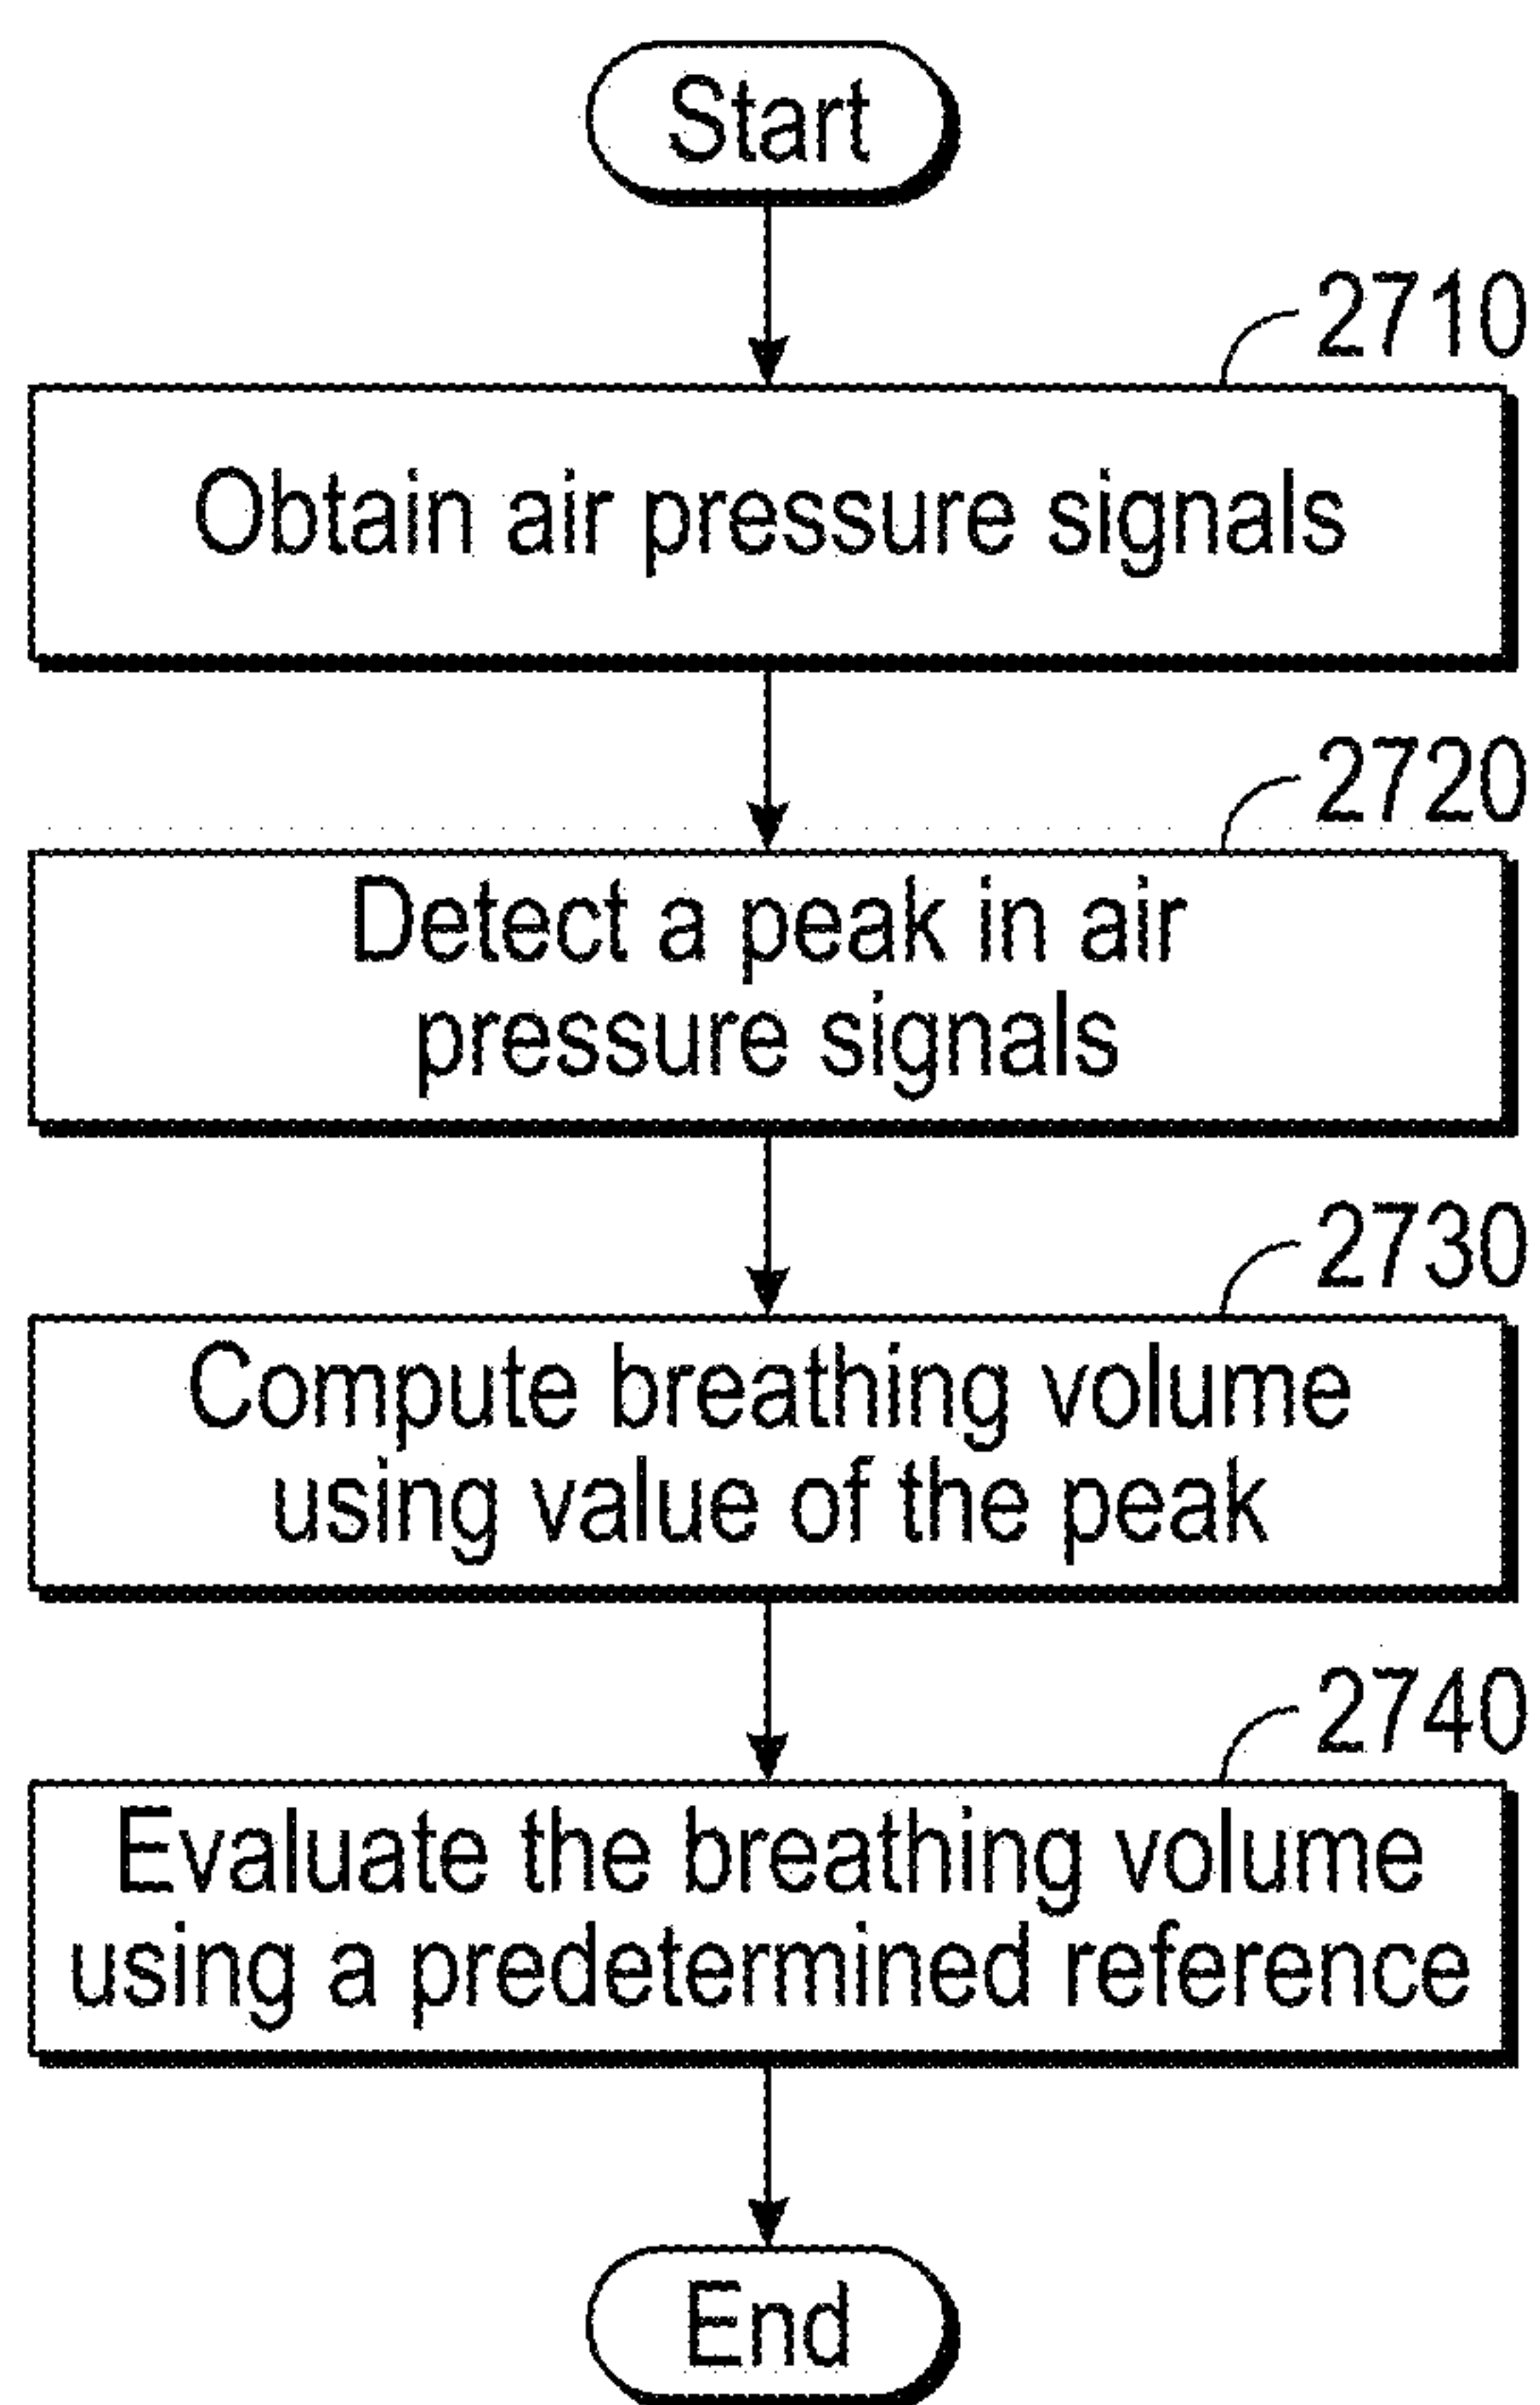 Start
2710
Obtain air pressure signals
2720
Detect a peak in air
pressure signals
2730
Compute breathing volume
using value of the peak
2740
Evaluate the breathing volume
using a predetermined reference
End